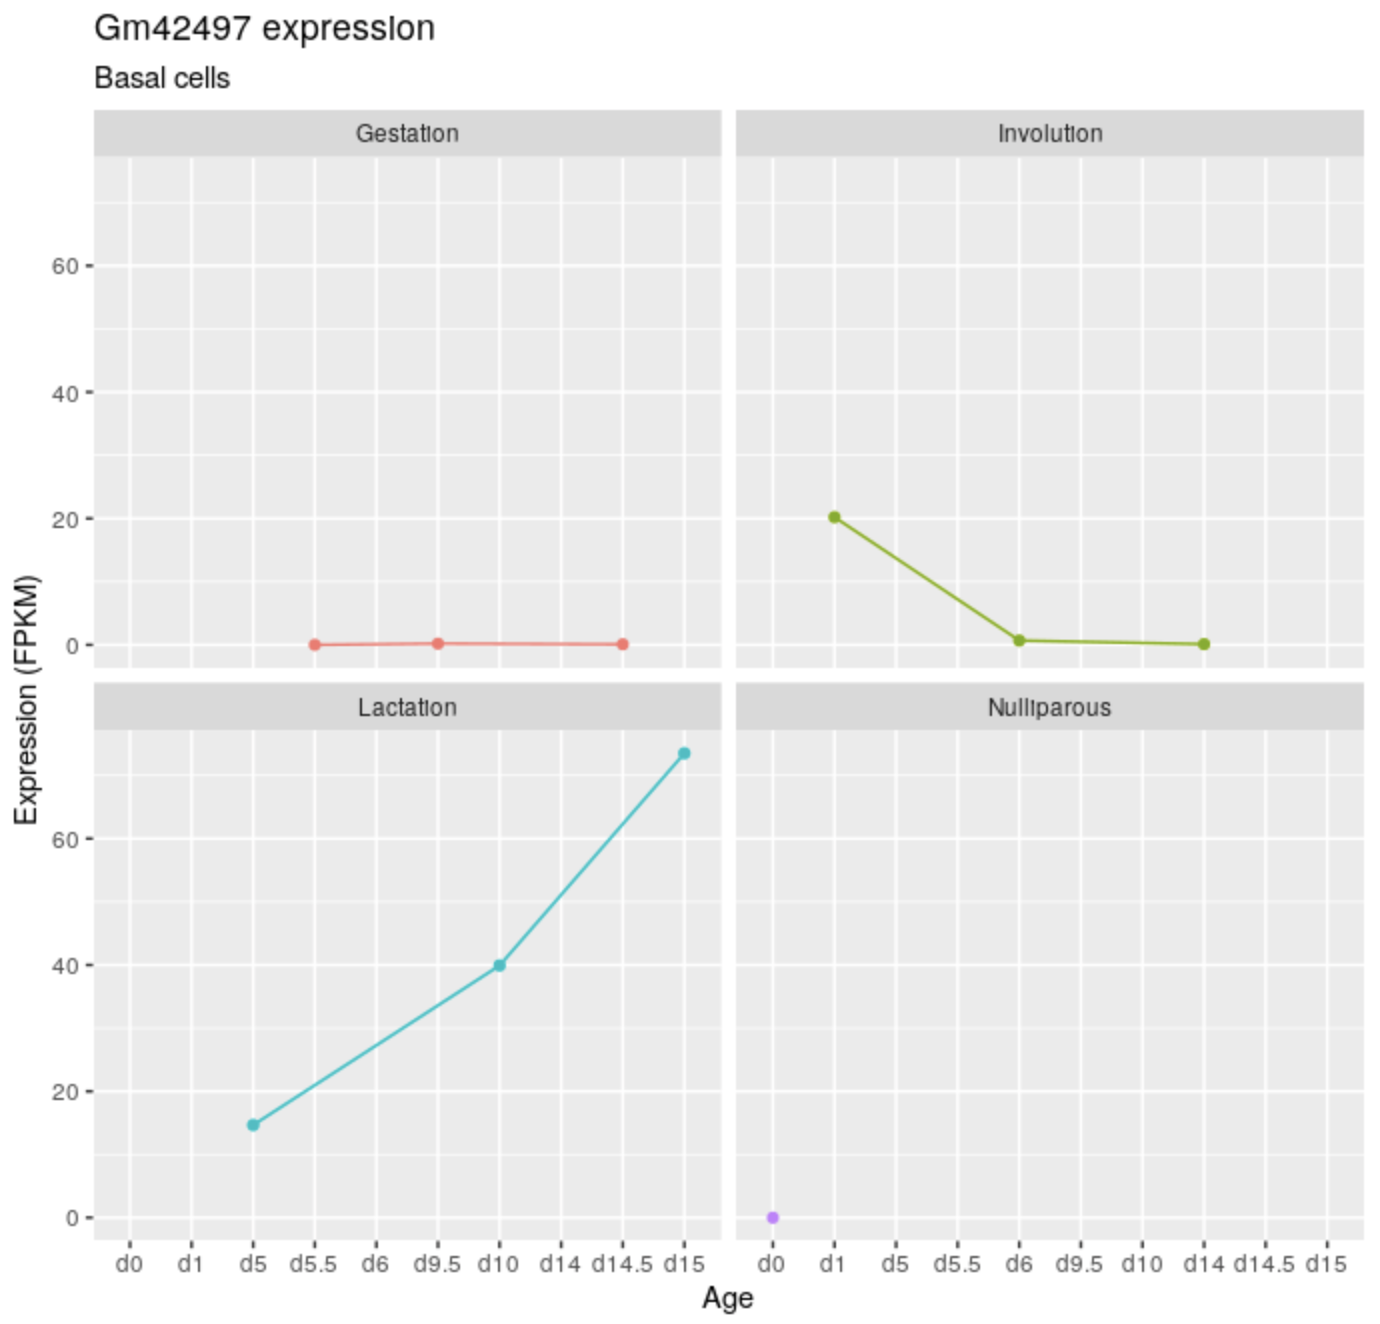 Gm42497 expression
Basal cells
Gestation
Involution
60
40
20
0
Expression (FPKM)
Lactation
Nulliparous
60
40
20
0
d0 d1 d5 d5.5 d6 d9.5 d10 d14 d14.5 d15
d0 d1 d5 d5.5 d6 d9.5 d10 d14 d14.5 d15
Age